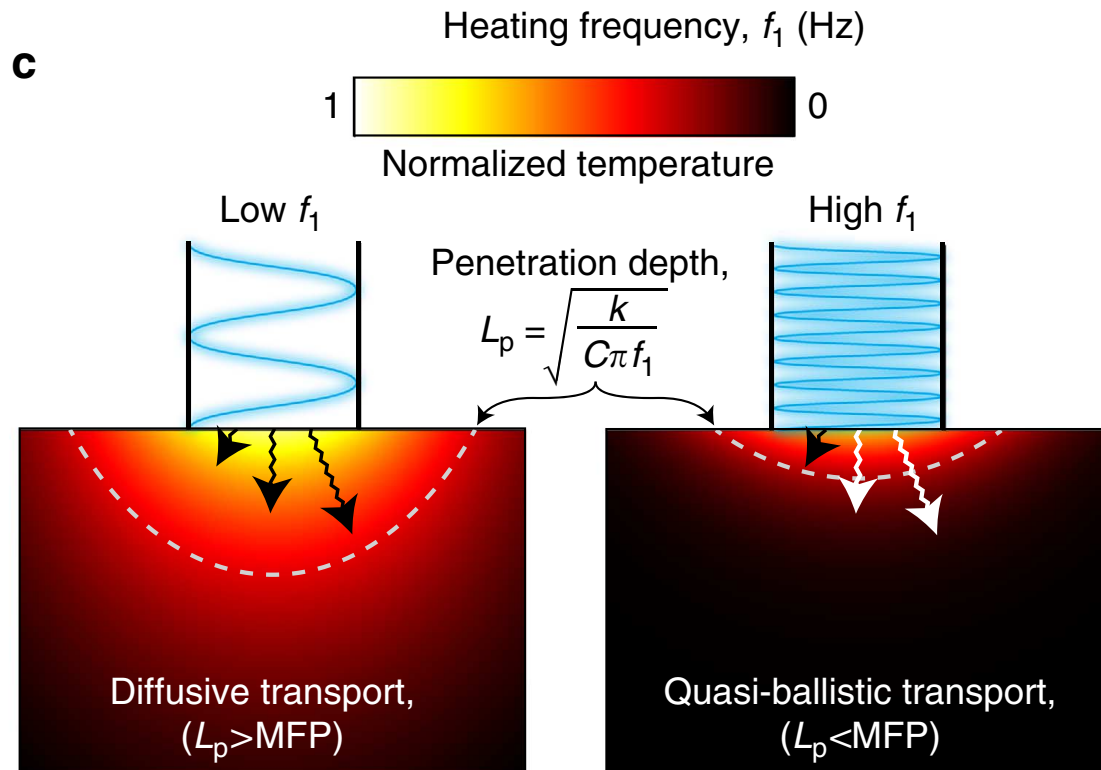 Heating frequency, f₁ (Hz)
c
1
0
Normalized temperature
Low f₁
High f₁
Penetration depth,
Lₚ = √(k / Cπf₁)
Diffusive transport,
(Lₚ>MFP)
Quasi-ballistic transport,
(Lₚ<MFP)